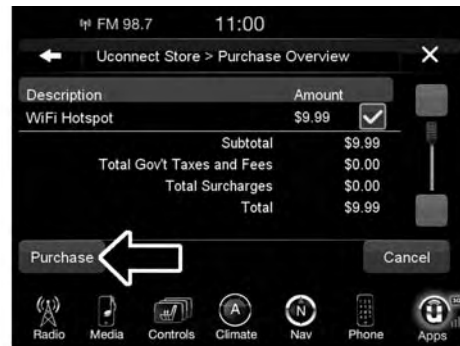 FM 98.7 11:00
Uconnect Store > Purchase Overview
Description Amount
WiFi Hotspot $9.99
Subtotal $9.99
Total Gov't Taxes and Fees $0.00
Total Surcharges $0.00
Total $9.99
Purchase Cancel
A N
Radio Media Controls Climate Nav Phone Apps